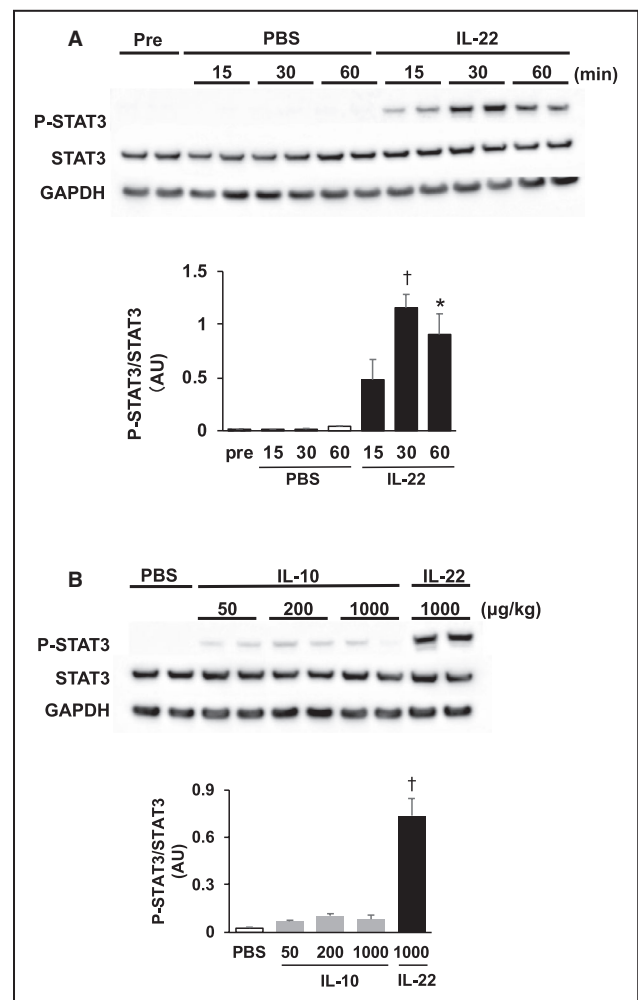 A
Pre PBS IL-22
15 30 60 15 30 60 (min)
P-STAT3
STAT3
GAPDH
1.5
1
0.5
0
P-STAT3/STAT3
(AU)
†
*
pre 15 30 60 15 30 60
PBS IL-22
B
PBS IL-10 IL-22
50 200 1000 1000 (μg/kg)
P-STAT3
STAT3
GAPDH
0.9
0.6
0.3
0
P-STAT3/STAT3
(AU)
†
PBS 50 200 1000 1000
IL-10 IL-22